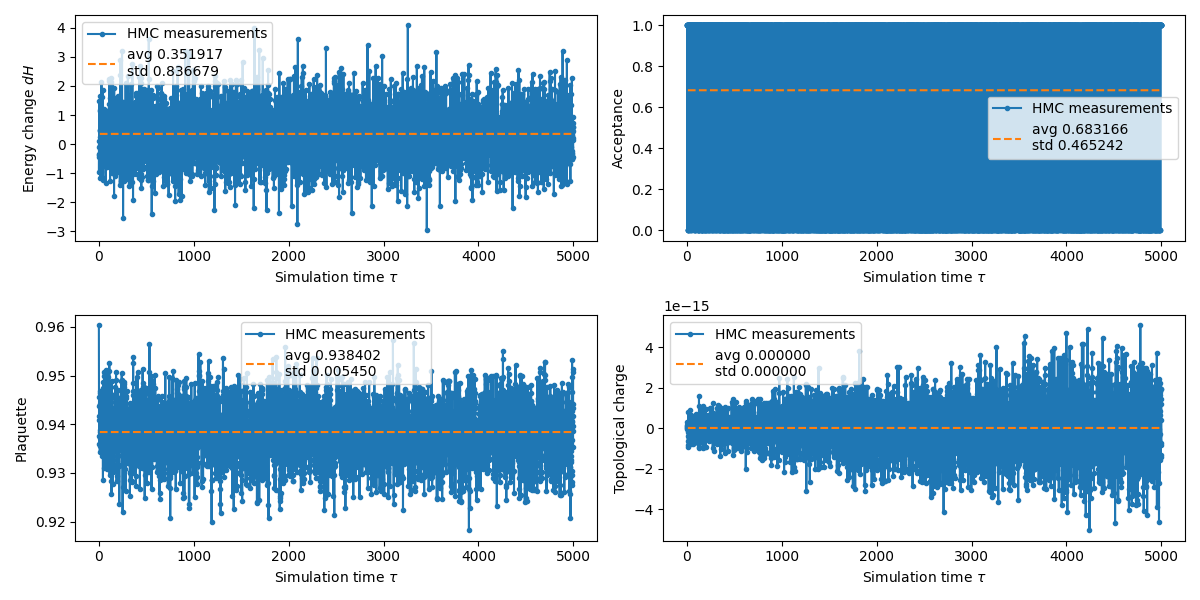 4
3
2
1
0
−1
−2
−3
Energy change dH
HMC measurements
avg 0.351917
std 0.836679
0 1000 2000 3000 4000 5000
Simulation time τ
1.0
0.8
0.6
0.4
0.2
0.0
Acceptance
HMC measurements
avg 0.683166
std 0.465242
0 1000 2000 3000 4000 5000
Simulation time τ
0.96
0.95
0.94
0.93
0.92
Plaquette
HMC measurements
avg 0.938402
std 0.005450
0 1000 2000 3000 4000 5000
Simulation time τ
1e−15
4
2
0
−2
−4
Topological charge
HMC measurements
avg 0.000000
std 0.000000
0 1000 2000 3000 4000 5000
Simulation time τ